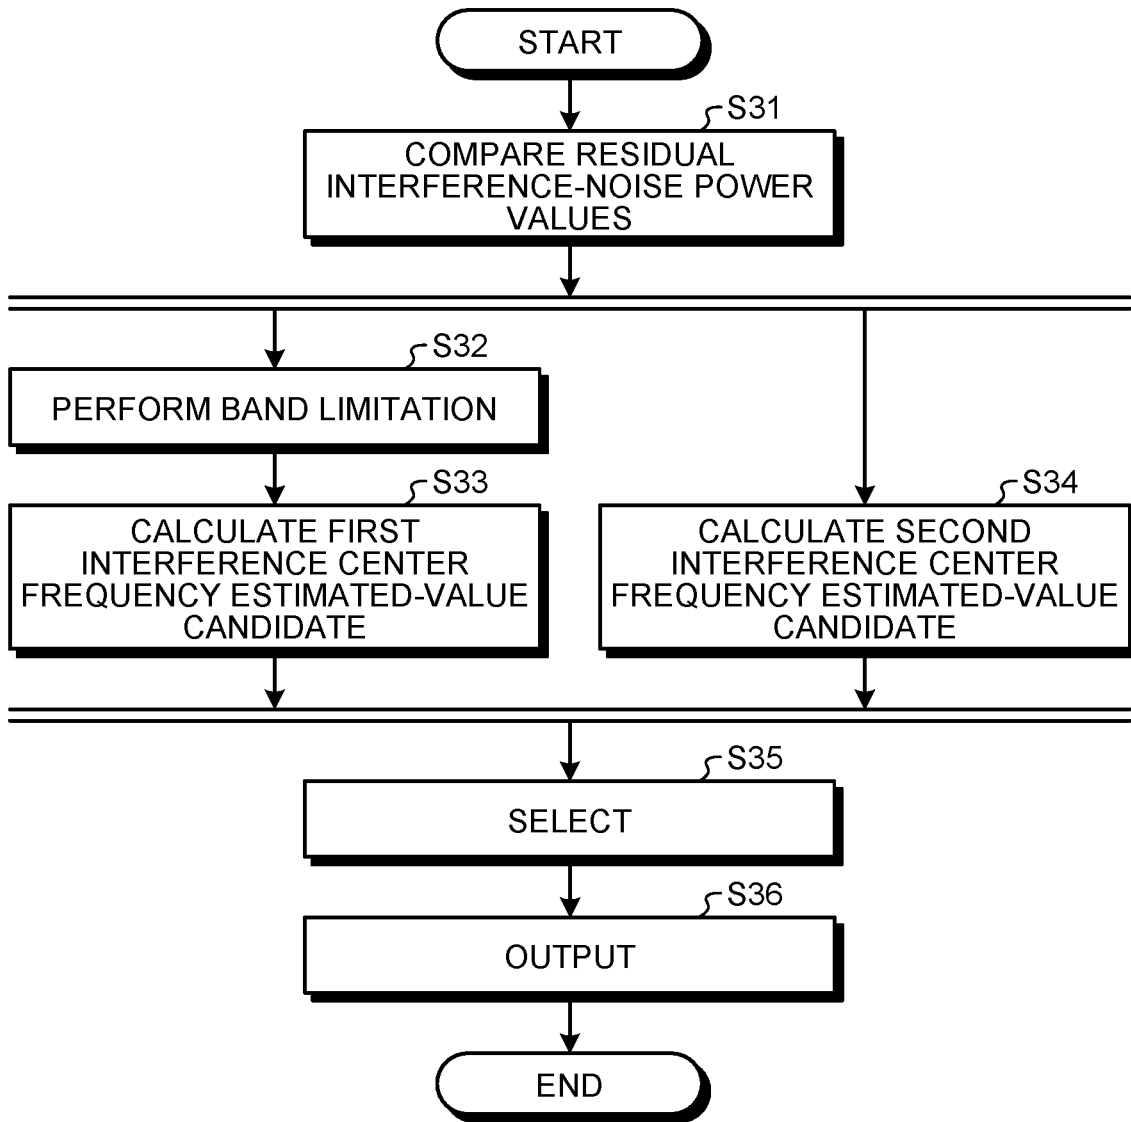 START
S31
COMPARE RESIDUAL
INTERFERENCE-NOISE POWER
VALUES
S32
PERFORM BAND LIMITATION
S33
CALCULATE FIRST
INTERFERENCE CENTER
FREQUENCY ESTIMATED-VALUE
CANDIDATE
S34
CALCULATE SECOND
INTERFERENCE CENTER
FREQUENCY ESTIMATED-VALUE
CANDIDATE
S35
SELECT
S36
OUTPUT
END